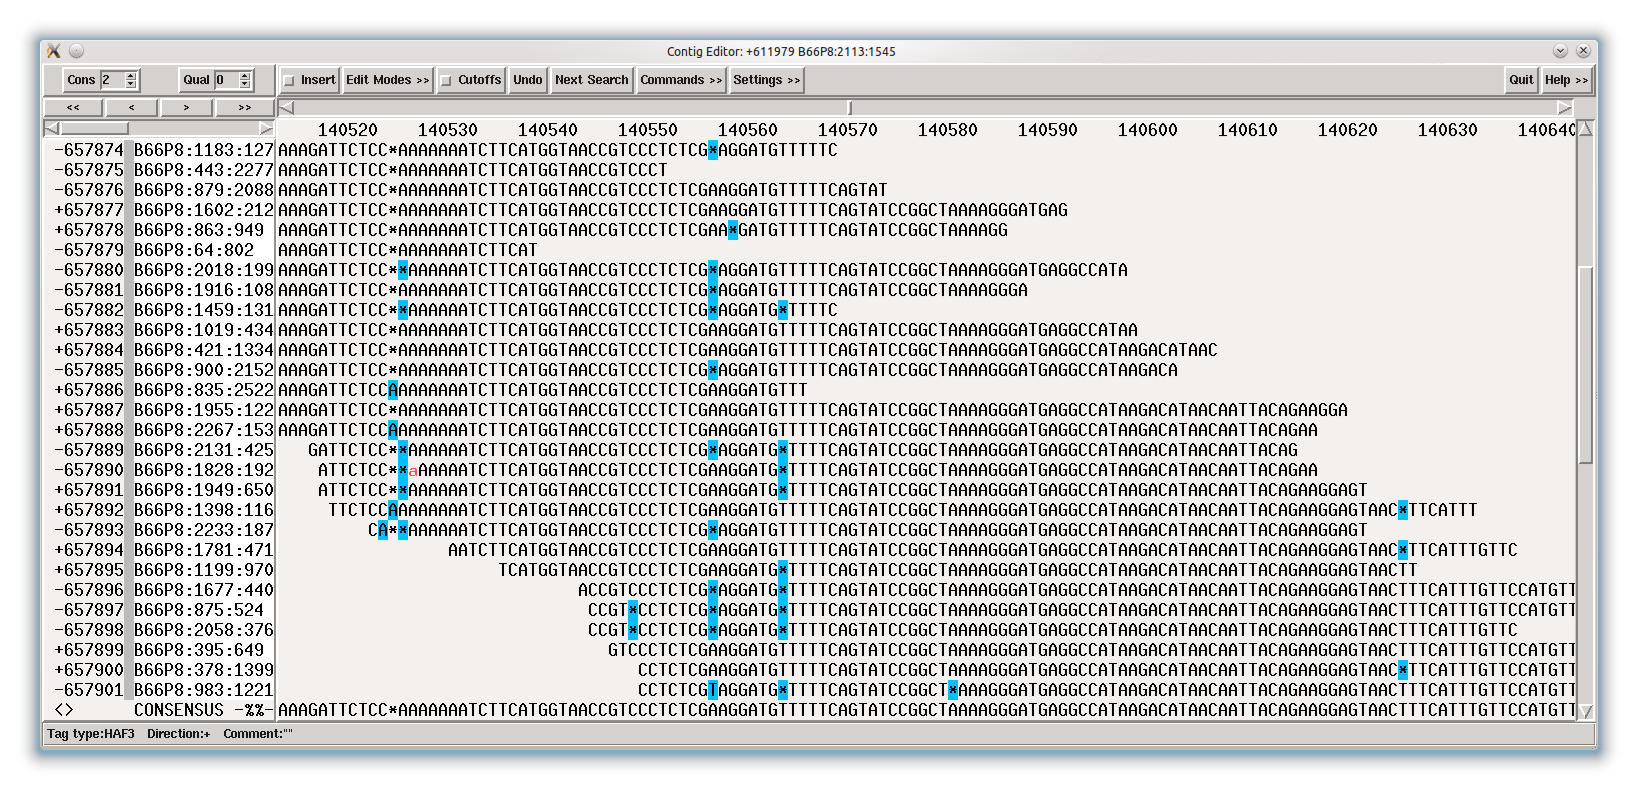 Contig Editor: +611979 B66P8:2113:1545
Cons 2 Qual 0 Insert Edit Modes >> Cutoffs Undo Next Search Commands >> Settings >> Quit Help >>
<< < > >>
140520 140530 140540 140550 140560 140570 140580 140590 140600 140610 140620 140630 140640
-657874 B66P8:1183:127 AAAGATTCTCC*AAAAAAATCTTCATGGTAACCGTCCCTCTCG*AGGATGTTTTTC
-657875 B66P8:443:2277 AAAGATTCTCC*AAAAAAATCTTCATGGTAACCGTCCCT
-657876 B66P8:879:2088 AAAGATTCTCC*AAAAAAATCTTCATGGTAACCGTCCCTCTCGAAGGATGTTTTTCAGTAT
+657877 B66P8:1602:212 AAAGATTCTCC*AAAAAAATCTTCATGGTAACCGTCCCTCTCGAAGGATGTTTTTCAGTATCCGGCTAAAAGGGATGAG
+657878 B66P8:863:949 AAAGATTCTCC*AAAAAAATCTTCATGGTAACCGTCCCTCTCGAA*GATGTTTTTCAGTATCCGGCTAAAAGG
-657879 B66P8:64:802 AAAGATTCTCC*AAAAAAATCTTCAT
-657880 B66P8:2018:199 AAAGATTCTCC**AAAAAATCTTCATGGTAACCGTCCCTCTCG*AGGATGTTTTTCAGTATCCGGCTAAAAGGGATGAGGCCATA
-657881 B66P8:1916:108 AAAGATTCTCC*AAAAAAATCTTCATGGTAACCGTCCCTCTCG*AGGATGTTTTTCAGTATCCGGCTAAAAGGGA
-657882 B66P8:1459:131 AAAGATTCTCC**AAAAAATCTTCATGGTAACCGTCCCTCTCG*AGGATG*TTTTC
+657883 B66P8:1019:434 AAAGATTCTCC*AAAAAAATCTTCATGGTAACCGTCCCTCTCGAAGGATGTTTTTCAGTATCCGGCTAAAAGGGATGAGGCCATAA
+657884 B66P8:421:1334 AAAGATTCTCC*AAAAAAATCTTCATGGTAACCGTCCCTCTCGAAGGATGTTTTTCAGTATCCGGCTAAAAGGGATGAGGCCATAAGACATAAC
-657885 B66P8:900:2152 AAAGATTCTCC*AAAAAAATCTTCATGGTAACCGTCCCTCTCG*AGGATGTTTTTCAGTATCCGGCTAAAAGGGATGAGGCCATAAGACA
+657886 B66P8:835:2522 AAAGATTCTCCAAAAAAAATCTTCATGGTAACCGTCCCTCTCGAAGGATGTTT
+657887 B66P8:1955:122 AAAGATTCTCC*AAAAAAATCTTCATGGTAACCGTCCCTCTCGAAGGATGTTTTTCAGTATCCGGCTAAAAGGGATGAGGCCATAAGACATAACAATTACAGAAGGA
+657888 B66P8:2267:153 AAAGATTCTCCAAAAAAAATCTTCATGGTAACCGTCCCTCTCGAAGGATGTTTTTCAGTATCCGGCTAAAAGGGATGAGGCCATAAGACATAACAATTACAGAA
-657889 B66P8:2131:425 GATTCTCC**AAAAAATCTTCATGGTAACCGTCCCTCTCG*AGGATG*TTTTCAGTATCCGGCTAAAAGGGATGAGGCCATAAGACATAACAATTACAG
-657890 B66P8:1828:192 ATTCTCC**aAAAAATCTTCATGGTAACCGTCCCTCTCGAAGGATG*TTTTCAGTATCCGGCTAAAAGGGATGAGGCCATAAGACATAACAATTACAGAA
+657891 B66P8:1949:650 ATTCTCC**AAAAAATCTTCATGGTAACCGTCCCTCTCGAAGGATG*TTTTCAGTATCCGGCTAAAAGGGATGAGGCCATAAGACATAACAATTACAGAAGGAGT
+657892 B66P8:1398:116 TTCTCCAAAAAAAATCTTCATGGTAACCGTCCCTCTCGAAGGATGTTTTTCAGTATCCGGCTAAAAGGGATGAGGCCATAAGACATAACAATTACAGAAGGAGTAAC*TTCATTT
-657893 B66P8:2233:187 CA**AAAAAATCTTCATGGTAACCGTCCCTCTCG*AGGATGTTTTTCAGTATCCGGCTAAAAGGGATGAGGCCATAAGACATAACAATTACAGAAGGAGT
+657894 B66P8:1781:471 AATCTTCATGGTAACCGTCCCTCTCGAAGGATGTTTTTCAGTATCCGGCTAAAAGGGATGAGGCCATAAGACATAACAATTACAGAAGGAGTAAC*TTCATTTGTTC
+657895 B66P8:1199:970 TCATGGTAACCGTCCCTCTCGAAGGATG*TTTTCAGTATCCGGCTAAAAGGGATGAGGCCATAAGACATAACAATTACAGAAGGAGTAACTT
-657896 B66P8:1677:440 ACCGTCCCTCTCG*AGGATG*TTTTCAGTATCCGGCTAAAAGGGATGAGGCCATAAGACATAACAATTACAGAAGGAGTAACTTTCATTTGTTCCATGTT
-657897 B66P8:875:524 CCGT*CCTCTCG*AGGATG*TTTTCAGTATCCGGCTAAAAGGGATGAGGCCATAAGACATAACAATTACAGAAGGAGTAACTTTCATTTGTTCCATGTT
-657898 B66P8:2058:376 CCGT*CCTCTCG*AGGATG*TTTTCAGTATCCGGCTAAAAGGGATGAGGCCATAAGACATAACAATTACAGAAGGAGTAACTTTCATTTGTTC
-657899 B66P8:395:649 GTCCCTCTCGAAGGATGTTTTTCAGTATCCGGCTAAAAGGGATGAGGCCATAAGACATAACAATTACAGAAGGAGTAACTTTCATTTGTTCCATGTT
+657900 B66P8:378:1399 CCTCTCGAAGGATGTTTTTCAGTATCCGGCTAAAAGGGATGAGGCCATAAGACATAACAATTACAGAAGGAGTAAC*TTCATTTGTTCCATGTT
-657901 B66P8:983:1221 CCTCTCGTAGGATG*TTTTCAGTATCCGGCT*AAAGGGATGAGGCCATAAGACATAACAATTACAGAAGGAGTAACTTTCATTTGTTCCATGTT
<> CONSENSUS -%%- AAAGATTCTCC*AAAAAAATCTTCATGGTAACCGTCCCTCTCGAAGGATGTTTTTCAGTATCCGGCTAAAAGGGATGAGGCCATAAGACATAACAATTACAGAAGGAGTAACTTTCATTTGTTCCATGTT
Tag type:HAF3 Direction:+ Comment:""